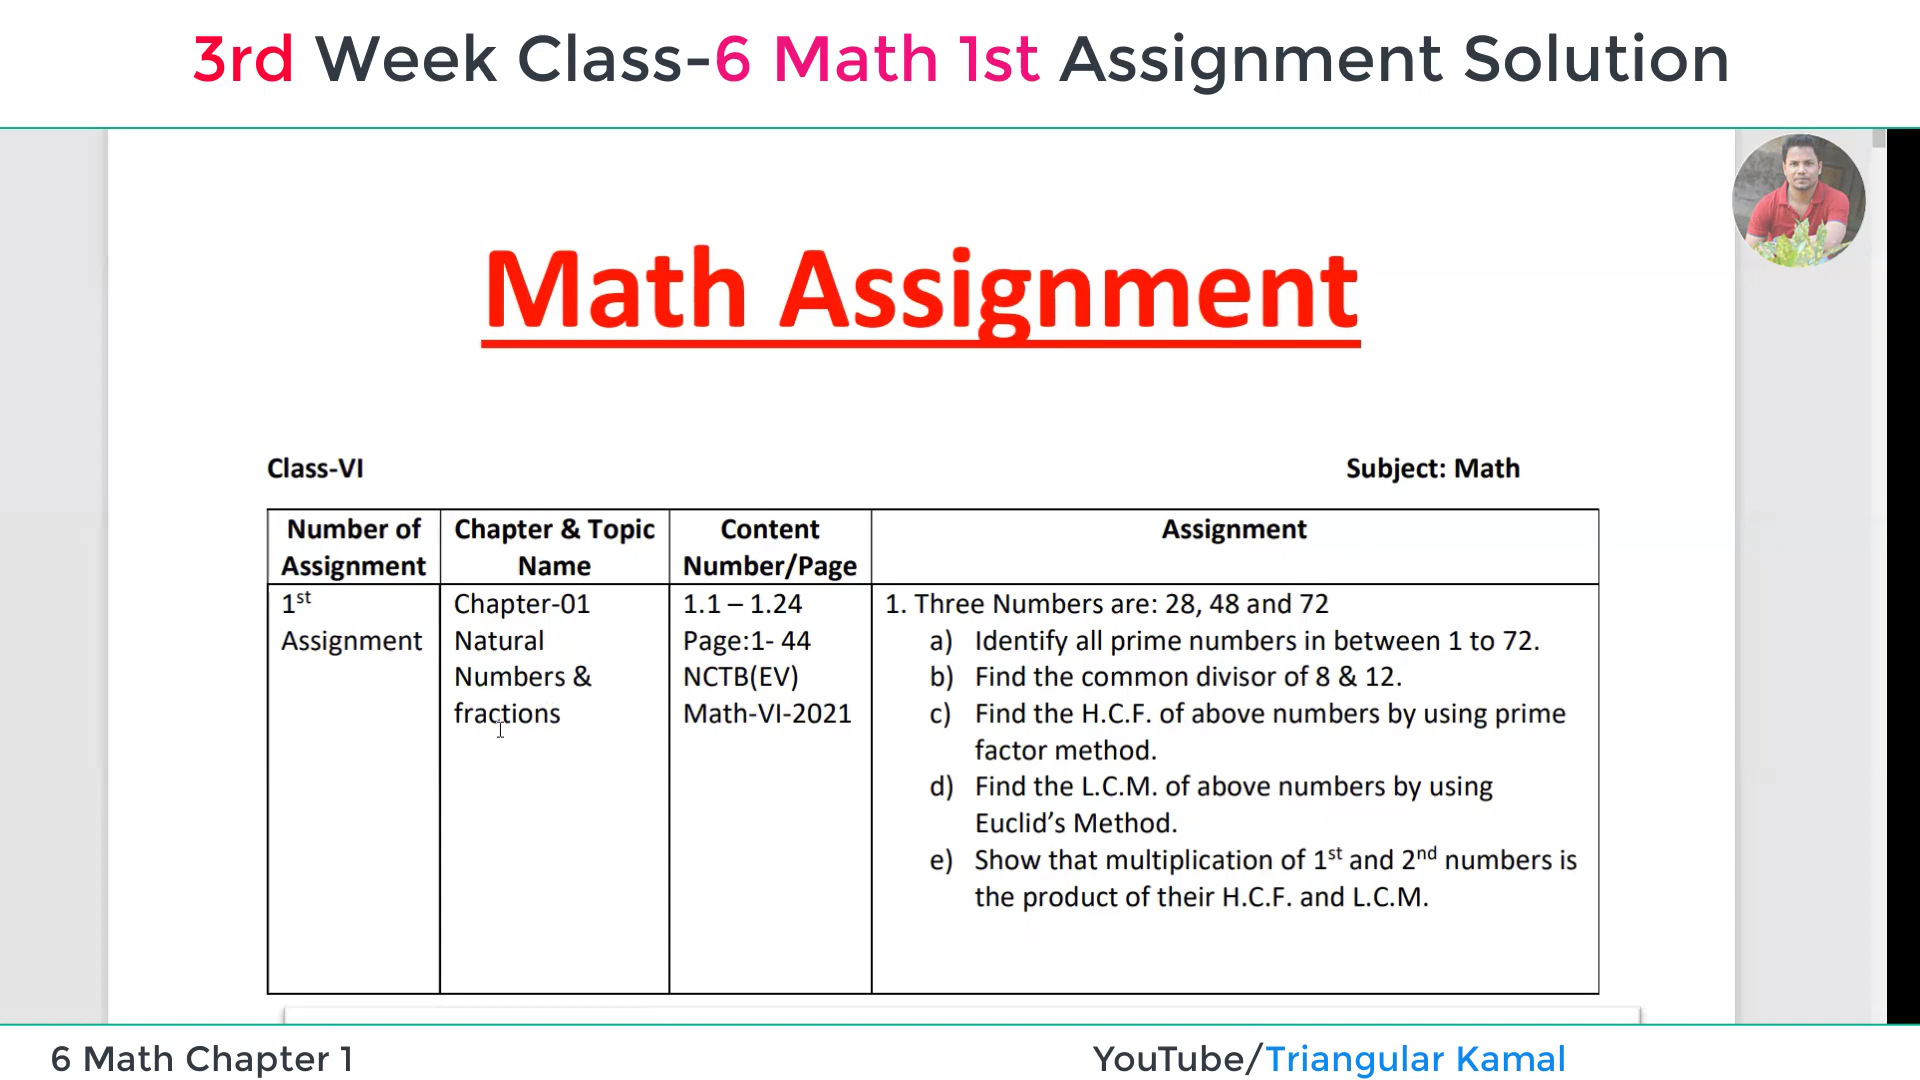 3rd Week Class-6 Math 1st Assignment Solution
Math Assignment
Class-VI
Subject: Math
Number of Assignment
Chapter & Topic Name
Content Number/Page
Assignment
1st
Assignment
Chapter-01
Natural
Numbers &
fractions
1.1 – 1.24
Page:1- 44
NCTB(EV)
Math-VI-2021
1. Three Numbers are: 28, 48 and 72
a) Identify all prime numbers in between 1 to 72.
b) Find the common divisor of 8 & 12.
c) Find the H.C.F. of above numbers by using prime
factor method.
d) Find the L.C.M. of above numbers by using
Euclid’s Method.
e) Show that multiplication of 1st and 2nd numbers is
the product of their H.C.F. and L.C.M.
6 Math Chapter 1
YouTube/Triangular Kamal